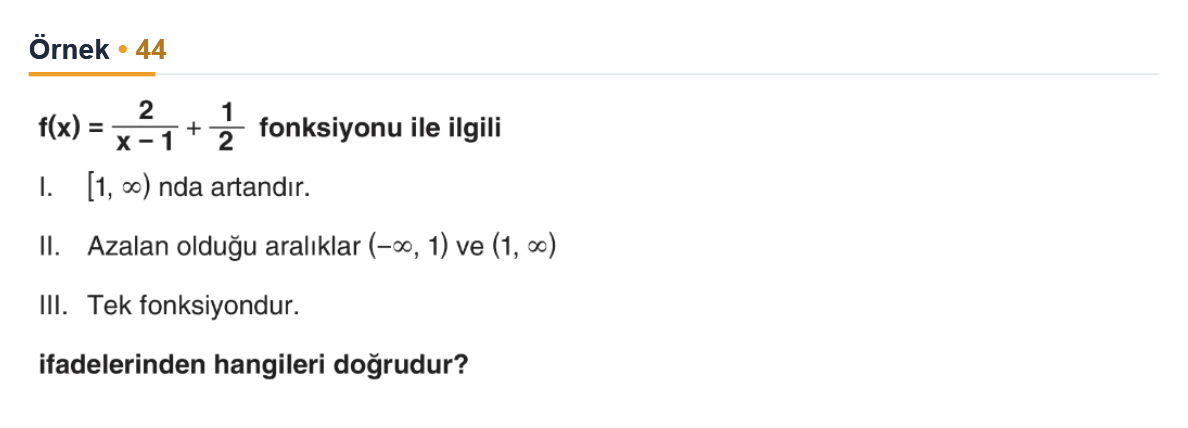 Örnek • 44
f(x) = 2/(x – 1) + 1/2 fonksiyonu ile ilgili
I. [1, ∞) nda artandır.
II. Azalan olduğu aralıklar (–∞, 1) ve (1, ∞)
III. Tek fonksiyondur.
ifadelerinden hangileri doğrudur?